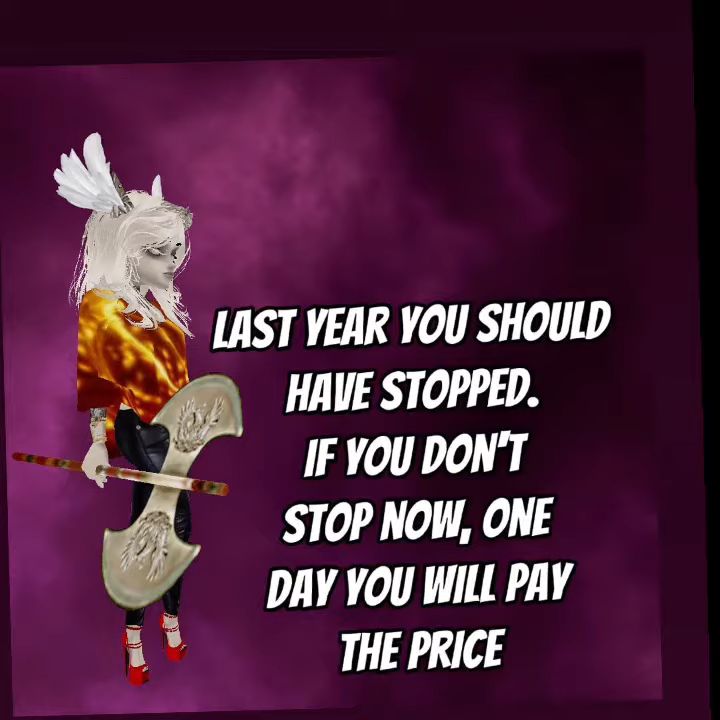 LAST YEAR YOU SHOULD
HAVE STOPPED.
IF YOU DON'T
STOP NOW, ONE
DAY YOU WILL PAY
THE PRICE